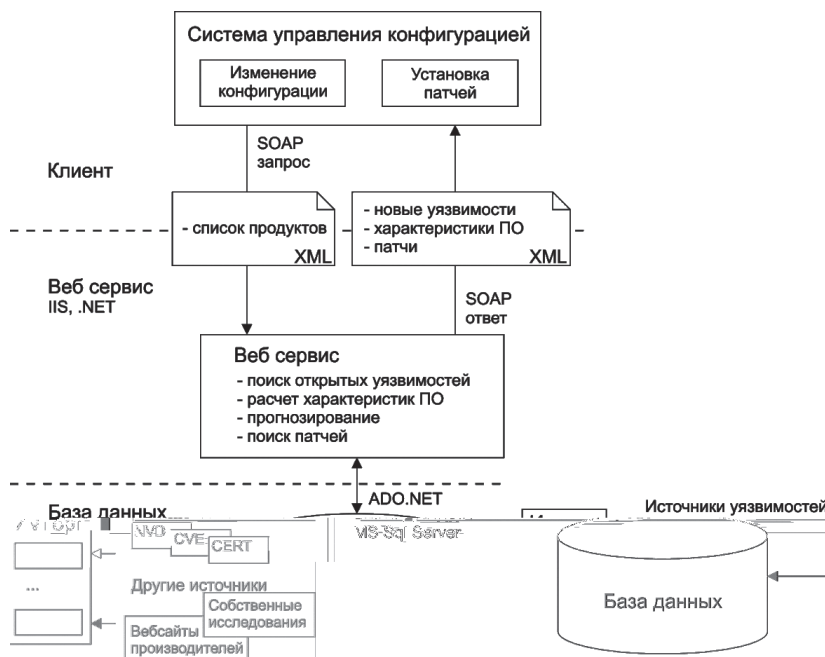 Система управления конфигурацией
Изменение
конфигурации
Установка
патчей
SOAP
запрос
Клиент
- список продуктов
XML
- новые уязвимости
- характеристики ПО
- патчи
XML
Веб сервис
IIS, .NET
SOAP
ответ
Веб сервис
- поиск открытых уязвимостей
- расчет характеристик ПО
- прогнозирование
- поиск патчей
ADO.NET
База данных
Источники уязвимостей
NVD
CVE
CERT
MS-Sql Server
...
Другие источники
Собственные
исследования
Вебсайты
производителей
База данных